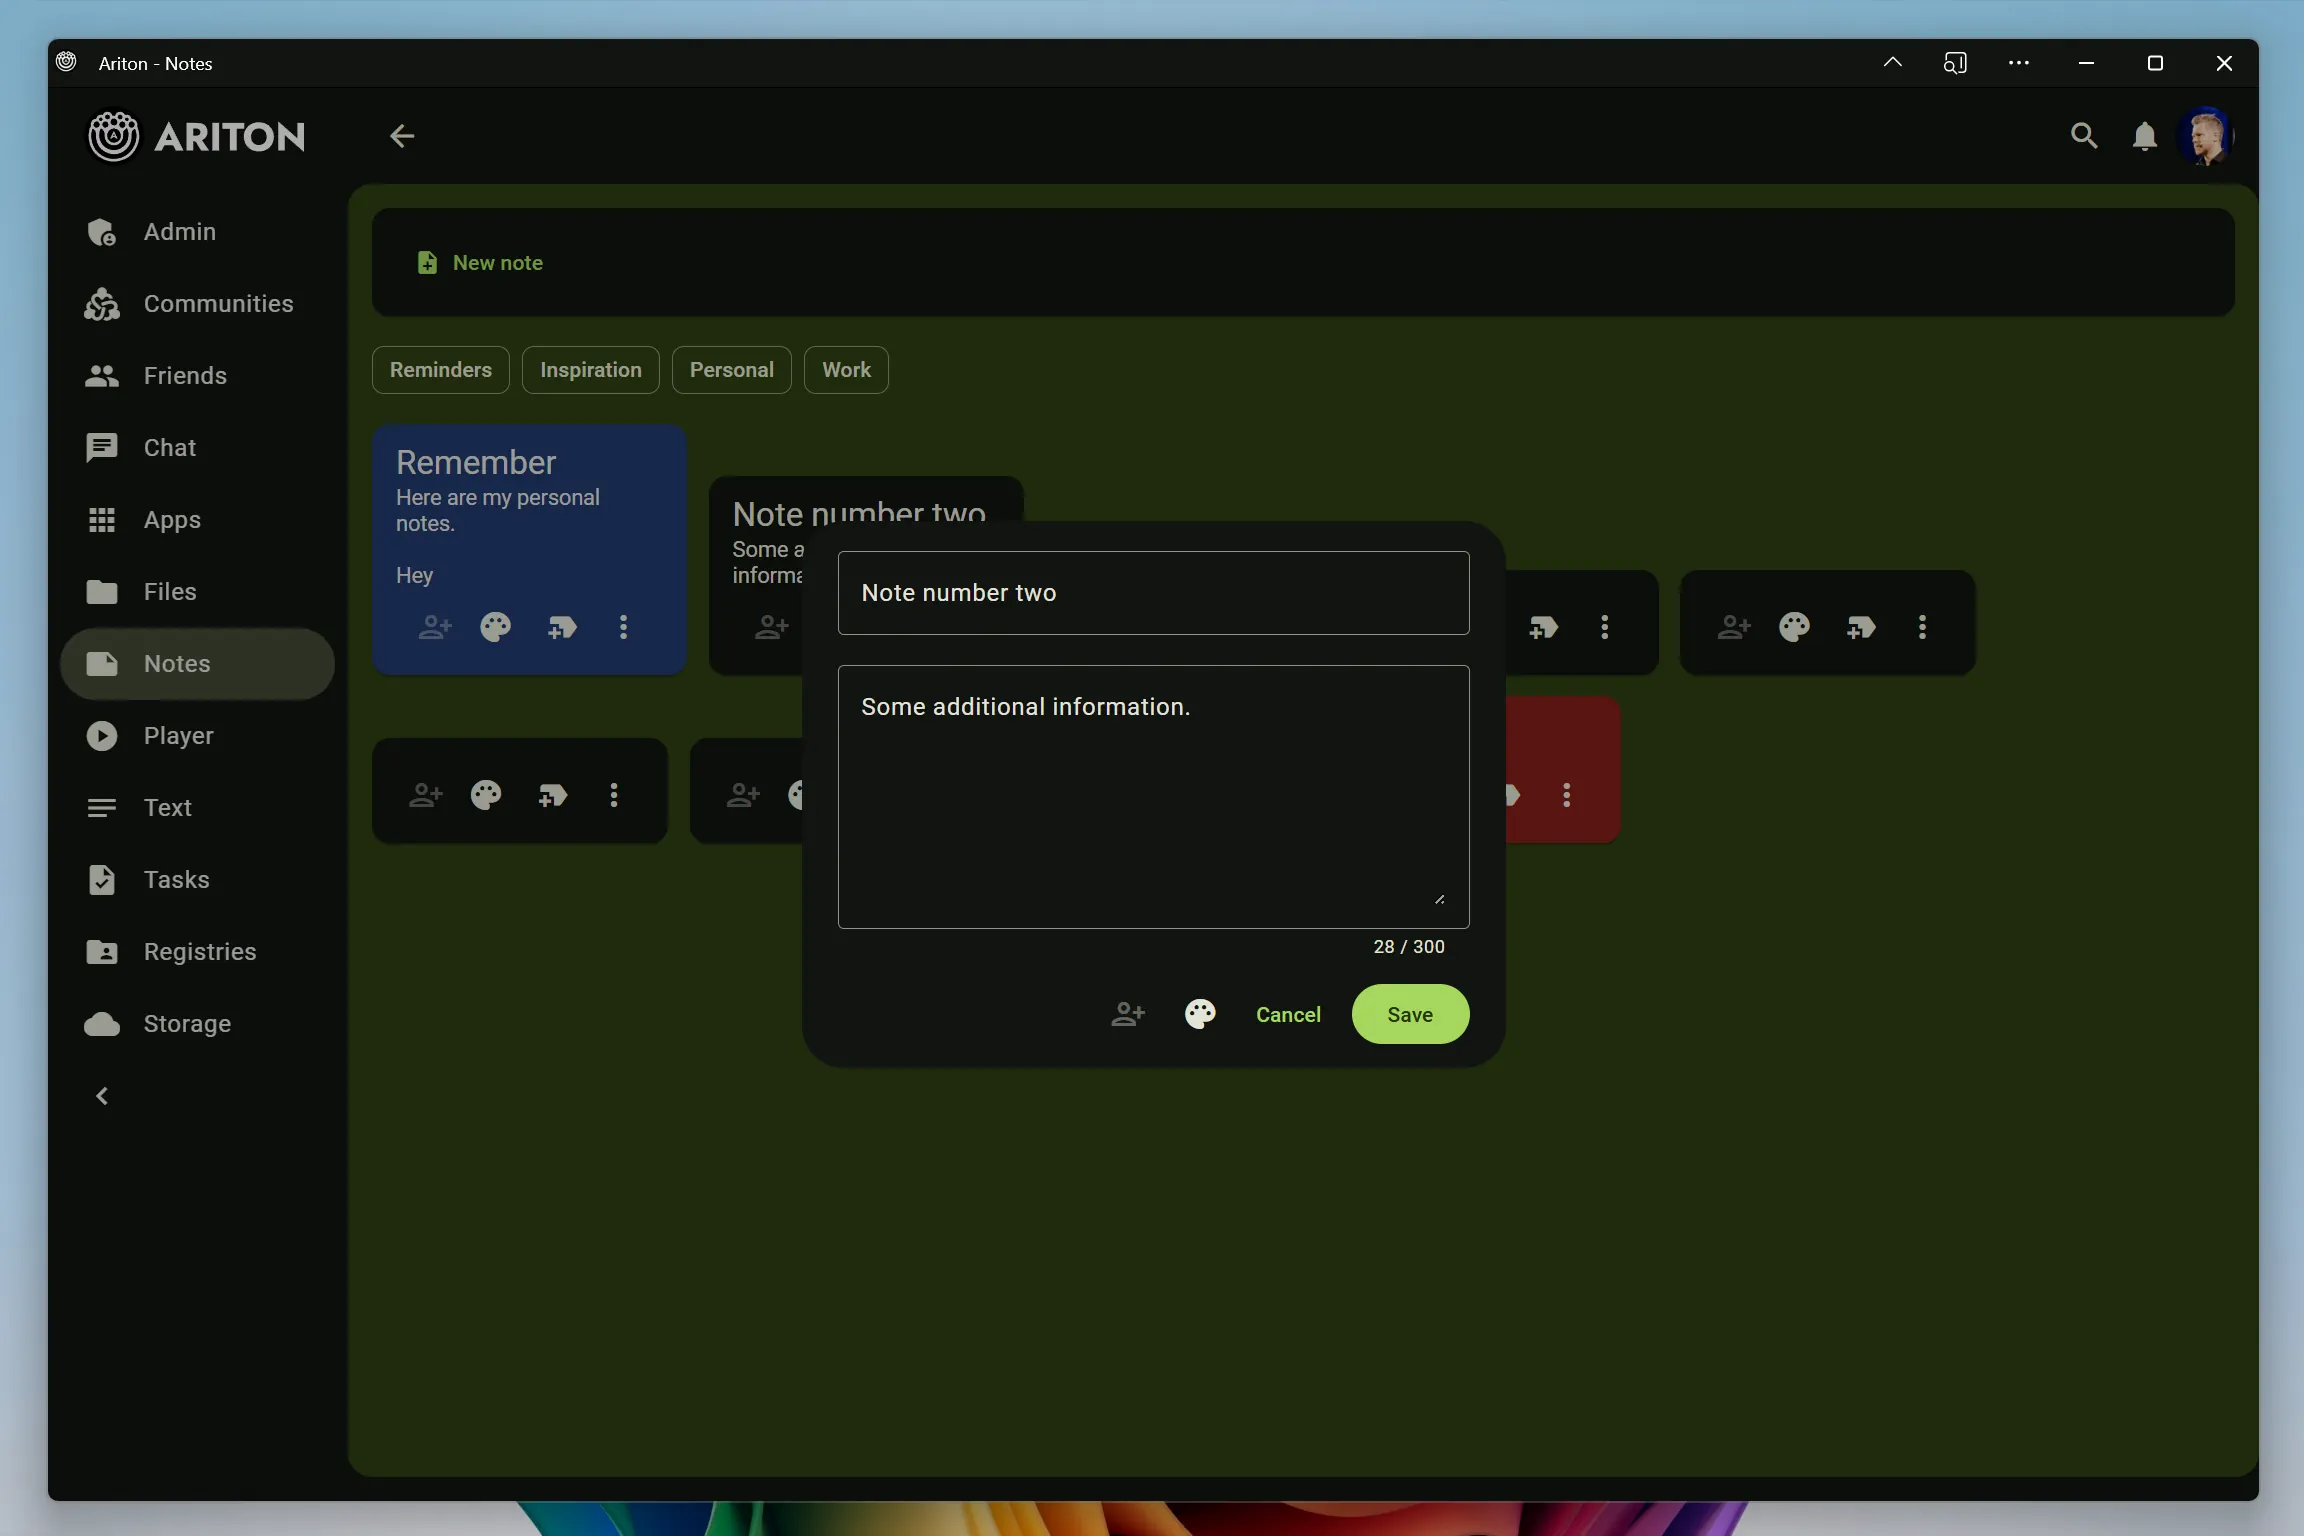 Ariton - Notes
ARITON
Admin
Communities
Friends
Chat
Apps
Files
Notes
Player
Text
Tasks
Registries
Storage
New note
Reminders
Inspiration
Personal
Work
Remember
Here are my personal
notes.
Hey
Note number two
Some a
informa
Note number two
Some additional information.
28 / 300
Cancel
Save